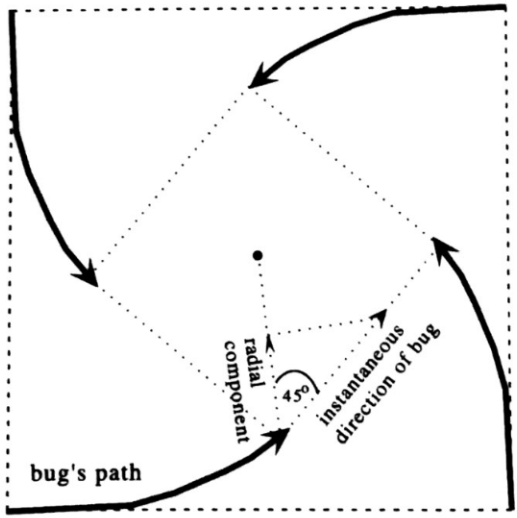 radial
component
45°
instantaneous
direction of bug
bug's path